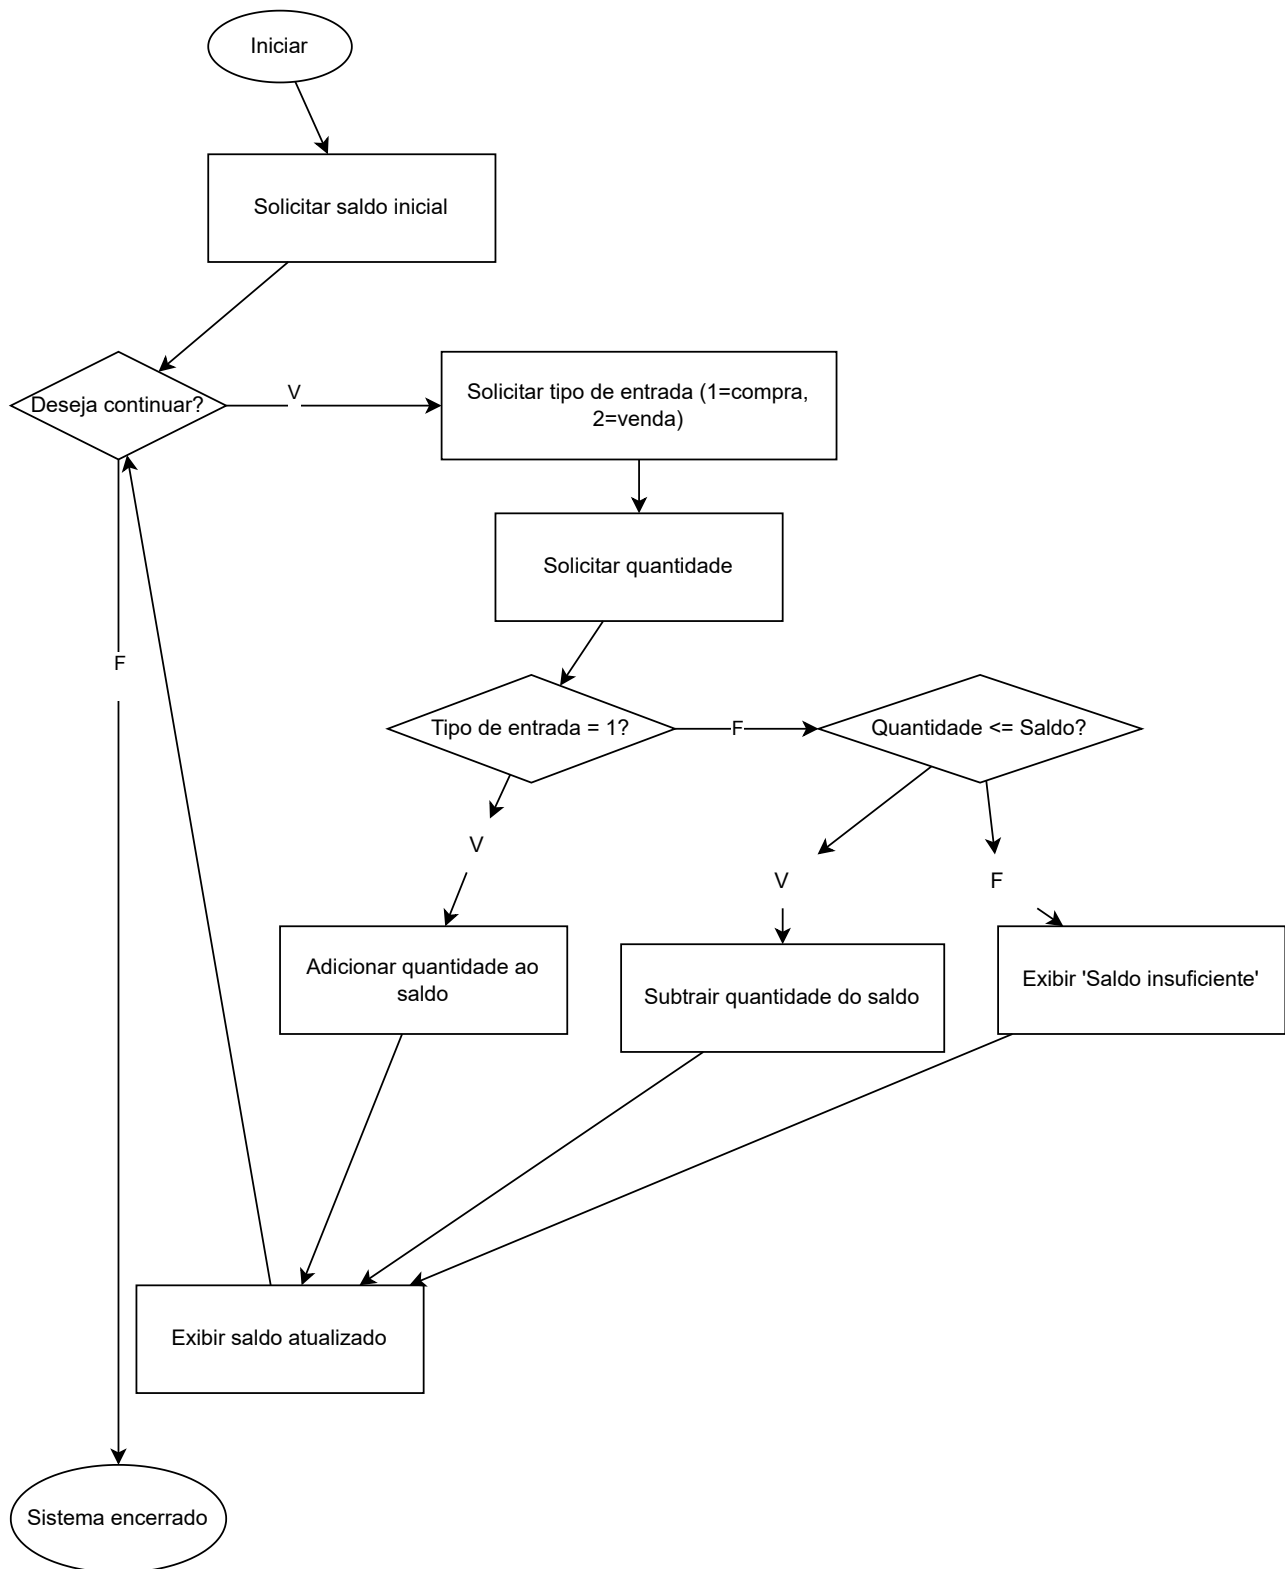 Iniciar
Solicitar saldo inicial
Deseja continuar?
V
Solicitar tipo de entrada (1=compra,
2=venda)
Solicitar quantidade
F
Tipo de entrada = 1?
F
Quantidade <= Saldo?
V
V
F
Adicionar quantidade ao
saldo
Subtrair quantidade do saldo
Exibir 'Saldo insuficiente'
Exibir saldo atualizado
Sistema encerrado